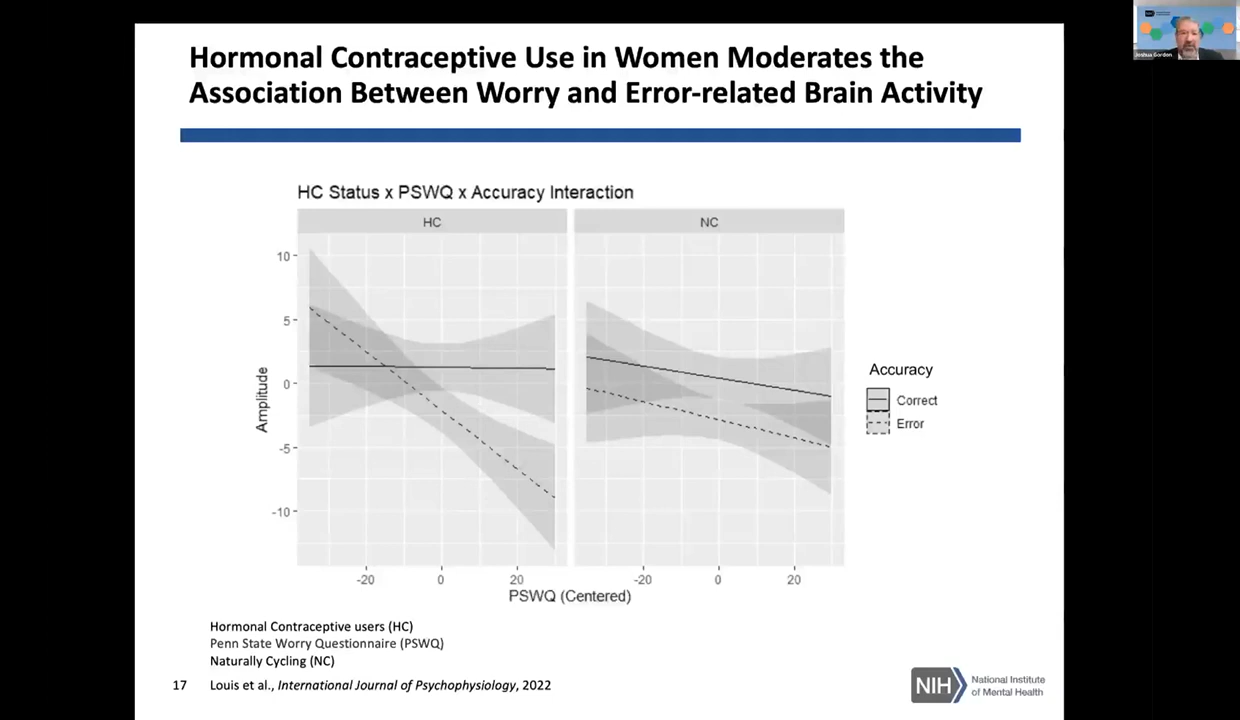 Hormonal Contraceptive Use in Women Moderates the
Association Between Worry and Error-related Brain Activity
Joshua Gordon
HC Status x PSWQ x Accuracy Interaction
HC
NC
10
5
0
-5
-10
Amplitude
-20
0
20
-20
0
20
PSWQ (Centered)
Accuracy
Correct
Error
Hormonal Contraceptive users (HC)
Penn State Worry Questionnaire (PSWQ)
Naturally Cycling (NC)
17 Louis et al., International Journal of Psychophysiology, 2022
NIH National Institute
of Mental Health